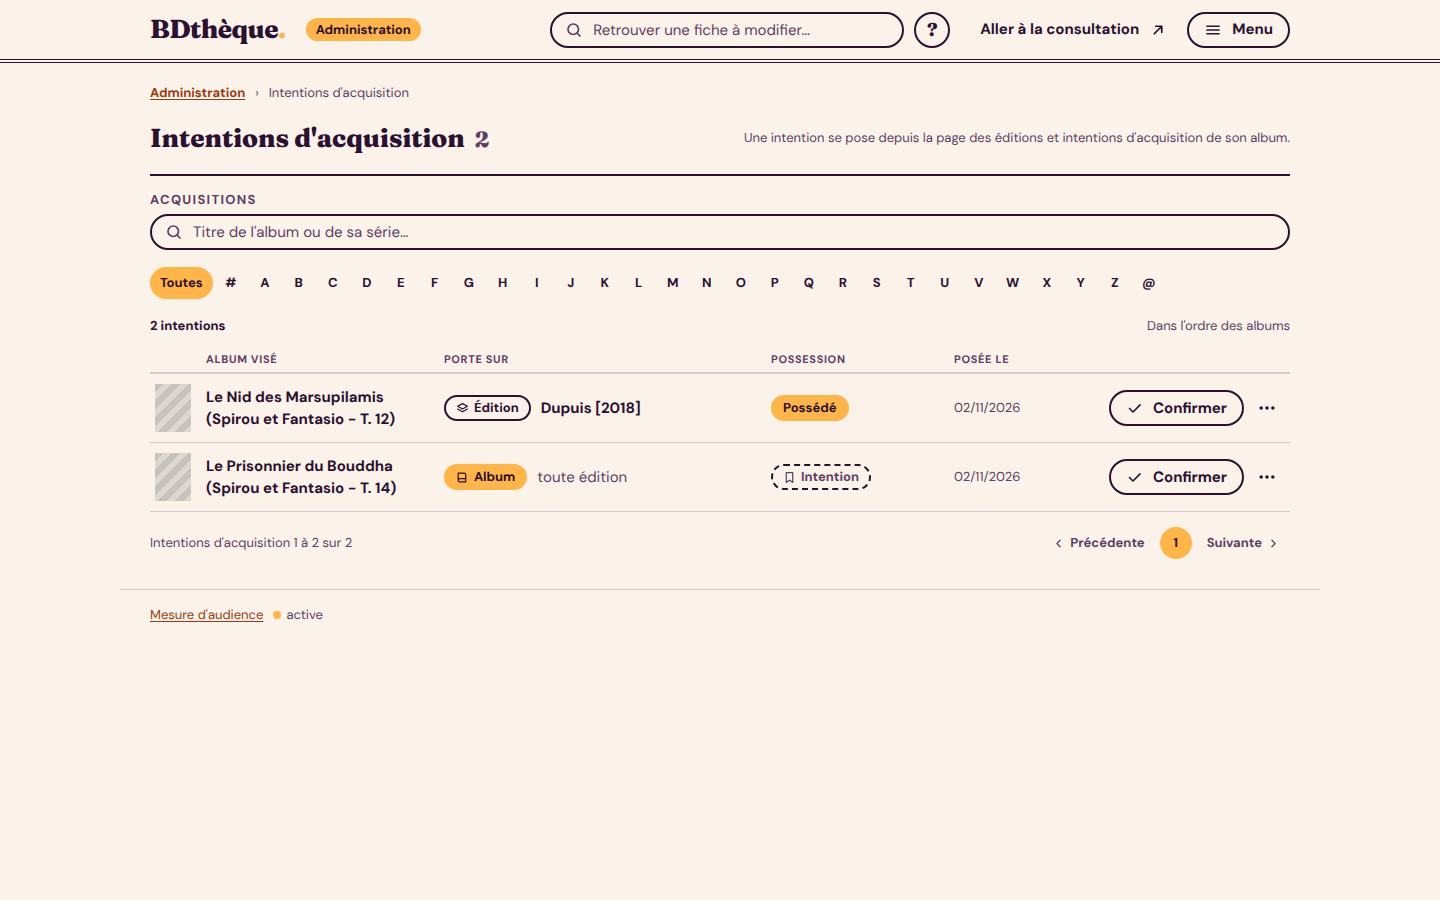 BDthèque.
Administration
Retrouver une fiche à modifier...
?
Aller à la consultation
Menu
Administration › Intentions d'acquisition
Intentions d'acquisition 2
Une intention se pose depuis la page des éditions et intentions d'acquisition de son album.
ACQUISITIONS
Titre de l'album ou de sa série...
Toutes # A B C D E F G H I J K L M N O P Q R S T U V W X Y Z @
2 intentions
Dans l'ordre des albums
ALBUM VISÉ PORTE SUR POSSESSION POSÉE LE
Le Nid des Marsupilamis
(Spirou et Fantasio - T. 12)
Édition Dupuis [2018] Possédé 02/11/2026 Confirmer
Le Prisonnier du Bouddha
(Spirou et Fantasio - T. 14)
Album toute édition Intention 02/11/2026 Confirmer
Intentions d'acquisition 1 à 2 sur 2
Précédente 1 Suivante
Mesure d'audience active